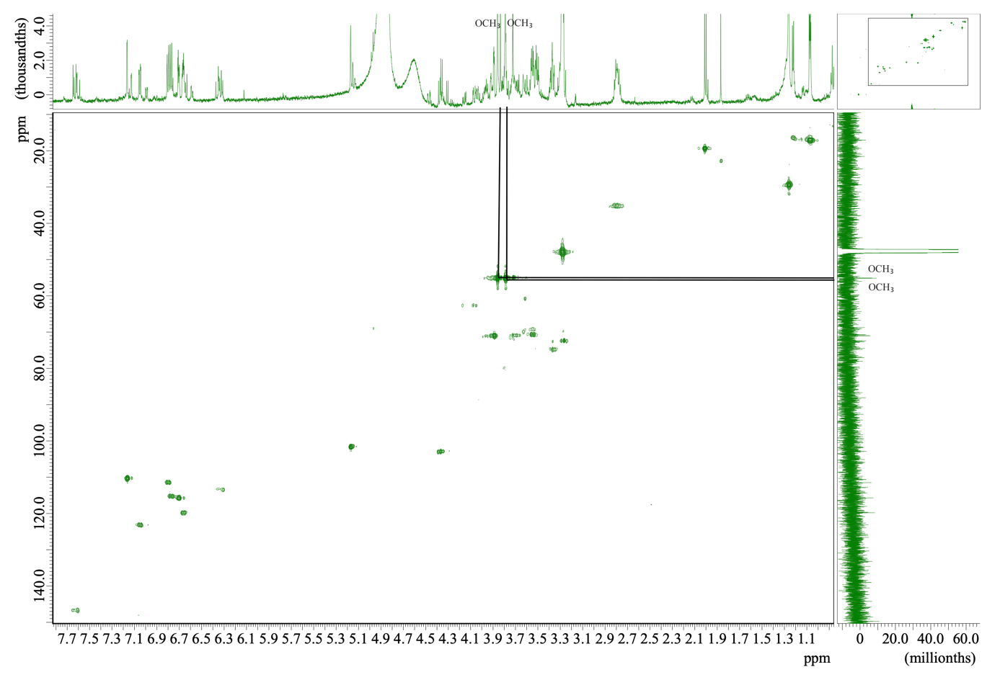 (thousandths)
4.0
2.0
0
OCH3 OCH3
ppm
20.0
40.0
60.0
80.0
100.0
120.0
140.0
OCH3
OCH3
7.7 7.5 7.3 7.1 6.9 6.7 6.5 6.3 6.1 5.9 5.7 5.5 5.3 5.1 4.9 4.7 4.5 4.3 4.1 3.9 3.7 3.5 3.3 3.1 2.9 2.7 2.5 2.3 2.1 1.9 1.7 1.5 1.3 1.1
0 20.0 40.0 60.0
ppm
(millionths)